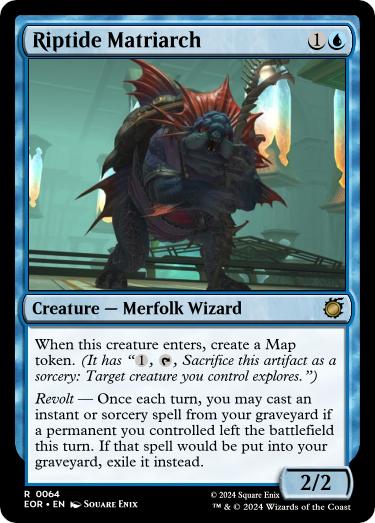 Riptide Matriarch 1
Creature — Merfolk Wizard
When this creature enters, create a Map
token. (It has “1, , Sacrifice this artifact as a
sorcery: Target creature you control explores.”)
Revolt — Once each turn, you may cast an
instant or sorcery spell from your graveyard if
a permanent you controlled left the battlefield
this turn. If that spell would be put into your
graveyard, exile it instead.
2/2
R 0064 © 2024 Square Enix
EOR • EN Square Enix ™ & © 2024 Wizards of the Coast